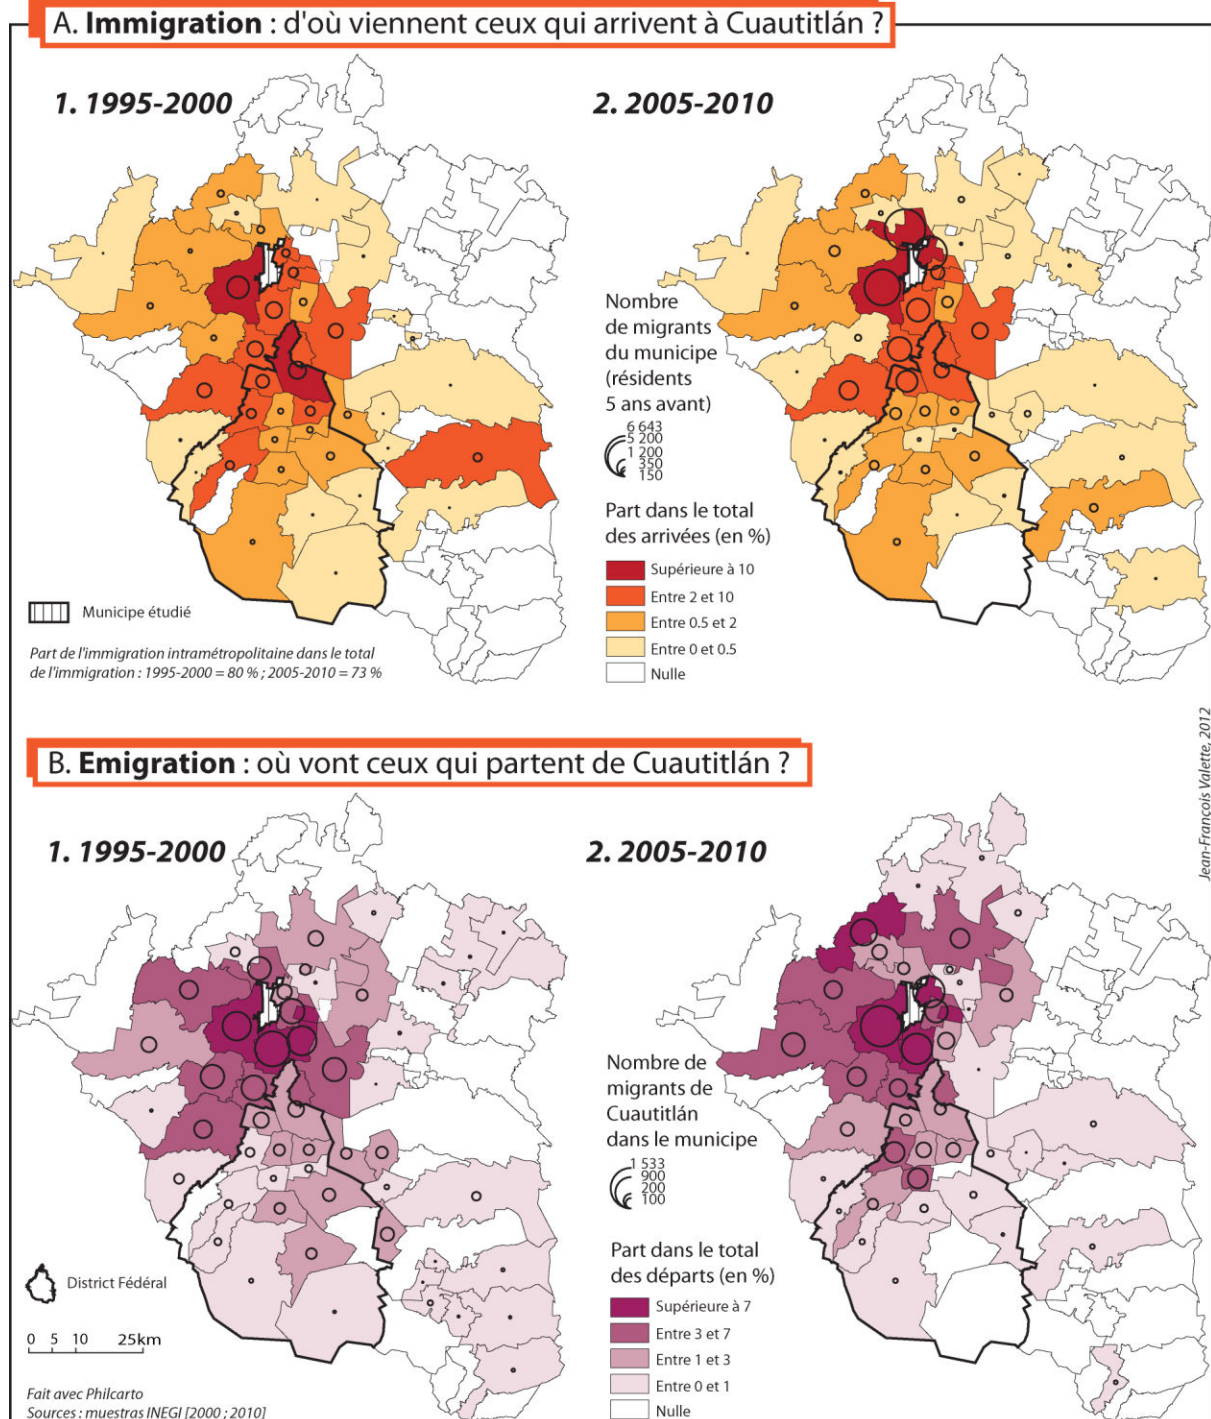 A. Immigration : d'où viennent ceux qui arrivent à Cuautitlán ?
1. 1995-2000
2. 2005-2010
Nombre
de migrants
du municipe
(résidents
5 ans avant)
6 643
5 200
1 200
350
150
Part dans le total
des arrivées (en %)
Supérieure à 10
Entre 2 et 10
Entre 0.5 et 2
Entre 0 et 0.5
Nulle
Municipe étudié
Part de l'immigration intramétropolitaine dans le total
de l'immigration : 1995-2000 = 80 % ; 2005-2010 = 73 %
Jean-François Valette, 2012
B. Emigration : où vont ceux qui partent de Cuautitlán ?
1. 1995-2000
2. 2005-2010
Nombre de
migrants de
Cuautitlán
dans le municipe
1 533
900
200
100
Part dans le total
des départs (en %)
Supérieure à 7
Entre 3 et 7
Entre 1 et 3
Entre 0 et 1
Nulle
District Fédéral
0 5 10 25km
Fait avec Philcarto
Sources : muestras INEGI [2000 ; 2010]